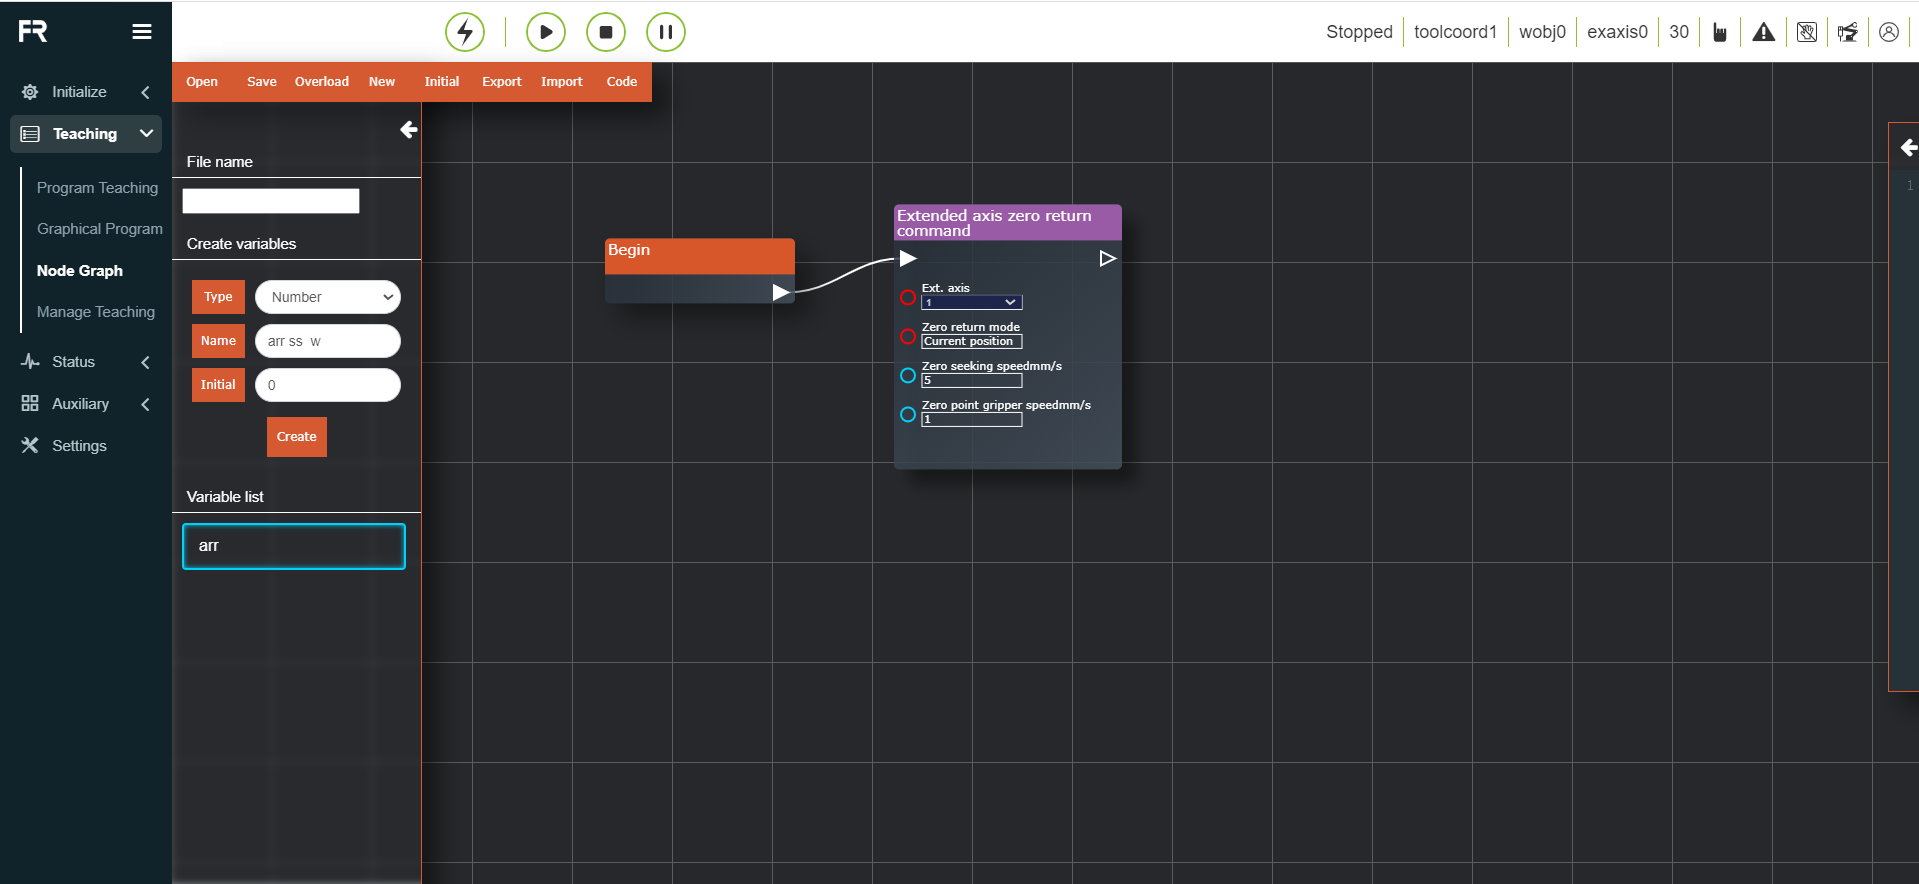 FR
Stopped
toolcoord1
wobj0
exaxis0
30
Open
Save
Overload
New
Initial
Export
Import
Code
Initialize
Teaching
Program Teaching
Graphical Program
Node Graph
Manage Teaching
Status
Auxiliary
Settings
File name
Create variables
Type
Number
Name
arr ss  w
Initial
0
Create
Variable list
arr
Begin
Extended axis zero return
command
Ext. axis
1
Zero return mode
Current position
Zero seeking speedmm/s
5
Zero point gripper speedmm/s
1
1